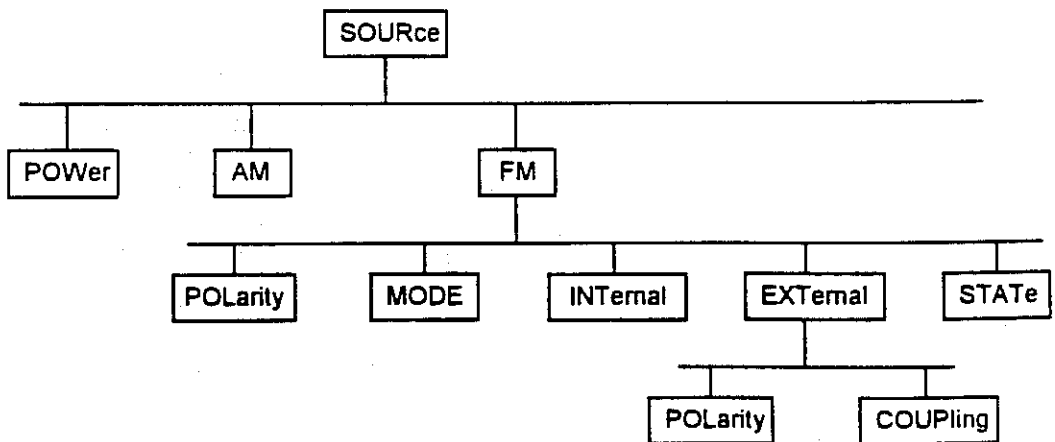 SOURce
POWer
AM
FM
POLarity
MODE
INTernal
EXTernal
STATe
POLarity
COUPling